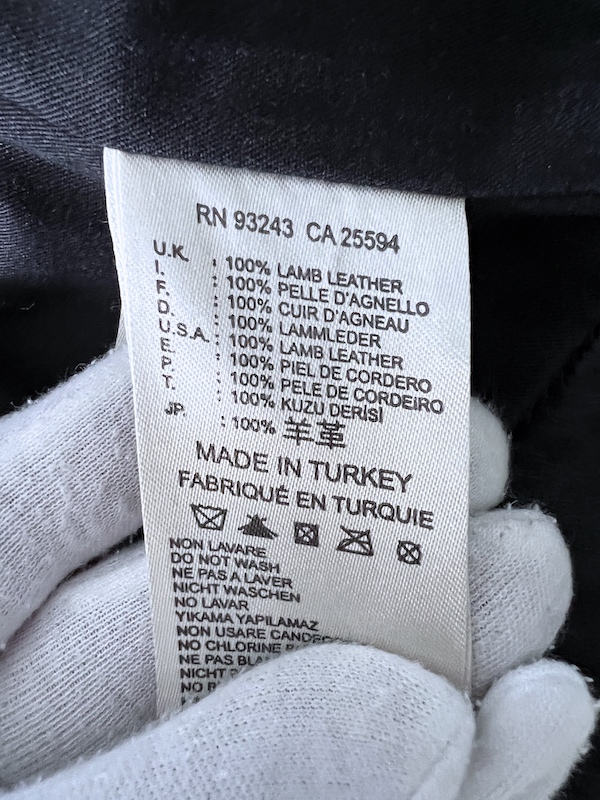 RN 93243 CA 25594
U.K. : 100% LAMB LEATHER
I. : 100% PELLE D'AGNELLO
F. : 100% CUIR D'AGNEAU
D. : 100% LAMMLEDER
U.S.A. : 100% LAMB LEATHER
E. : 100% PIEL DE CORDERO
P. : 100% PELE DE CORDEIRO
T. : 100% KUZU DERİSİ
JP. : 100% 羊革
MADE IN TURKEY
FABRIQUÉ EN TURQUIE
NON LAVARE
DO NOT WASH
NE PAS A LAVER
NICHT WASCHEN
NO LAVAR
YIKAMA YAPILAMAZ
NON USARE
NO CHLORINE
NE PAS
NICHT
NO